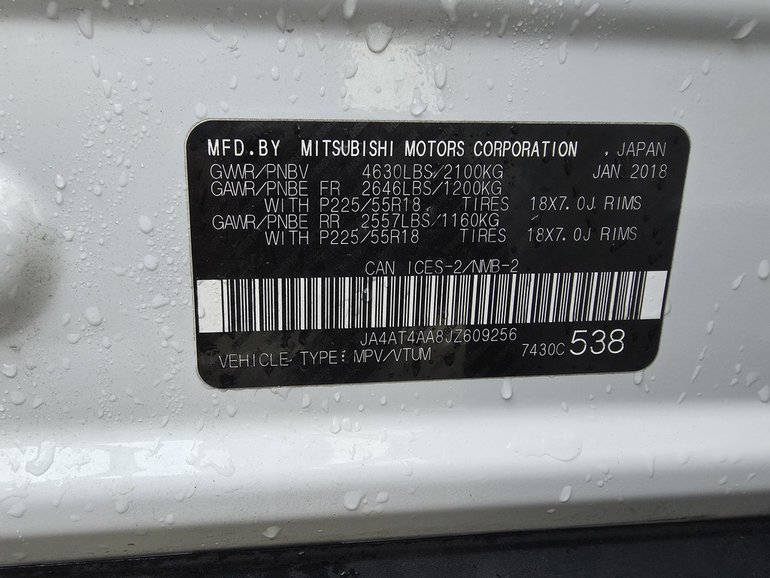 MFD.BY MITSUBISHI MOTORS CORPORATION , JAPAN
GVWR/PNBV 4630LBS/2100KG JAN 2018
GAWR/PNBE FR 2646LBS/1200KG
WITH P225/55R18 TIRES 18X7.0J RIMS
GAWR/PNBE RR 2557LBS/1160KG
WITH P225/55R18 TIRES 18X7.0J RIMS
CAN ICES-2/NMB-2
JA4AT4AA8JZ609256
VEHICLE TYPE: MPV/VTUM 7430C 538